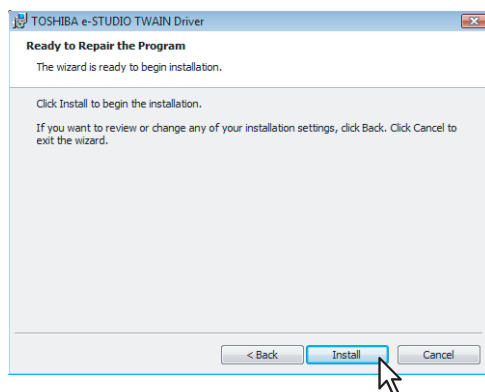 TOSHIBA e-STUDIO TWAIN Driver
Ready to Repair the Program
The wizard is ready to begin installation.
Click Install to begin the installation.
If you want to review or change any of your installation settings, click Back. Click Cancel to
exit the wizard.
< Back Install Cancel